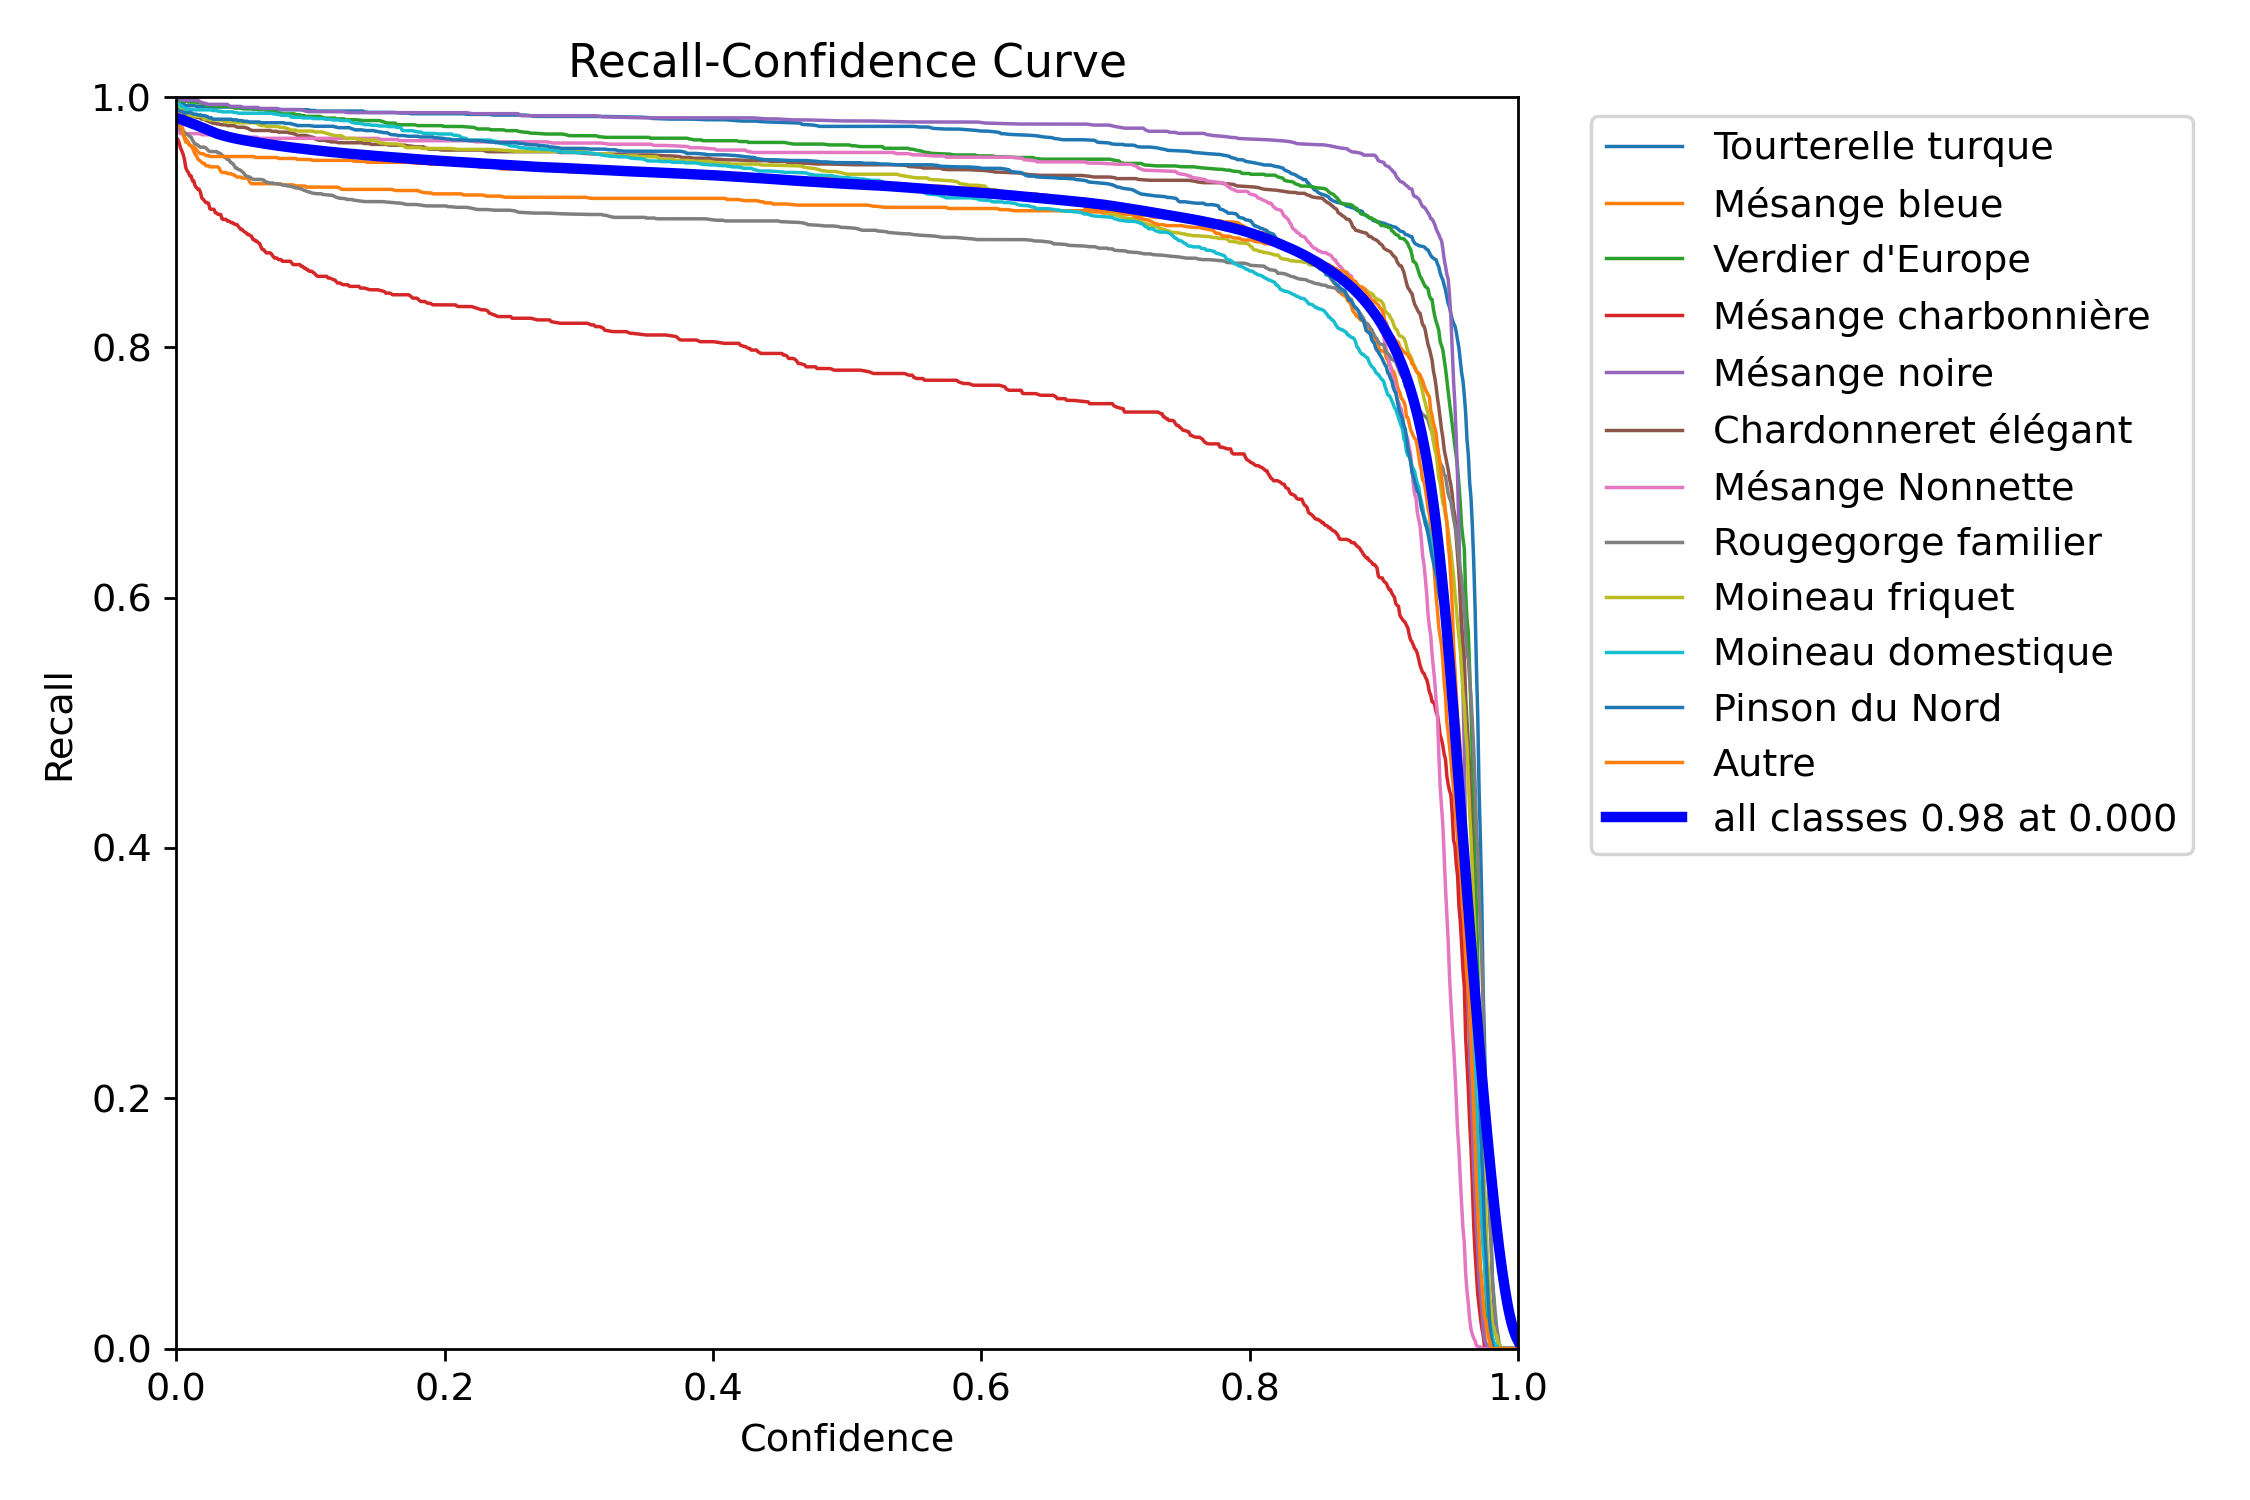 Recall-Confidence Curve
1.0
0.8
0.6
0.4
0.2
0.0
Recall
0.0 0.2 0.4 0.6 0.8 1.0
Confidence
Tourterelle turque
Mésange bleue
Verdier d'Europe
Mésange charbonnière
Mésange noire
Chardonneret élégant
Mésange Nonnette
Rougegorge familier
Moineau friquet
Moineau domestique
Pinson du Nord
Autre
all classes 0.98 at 0.000